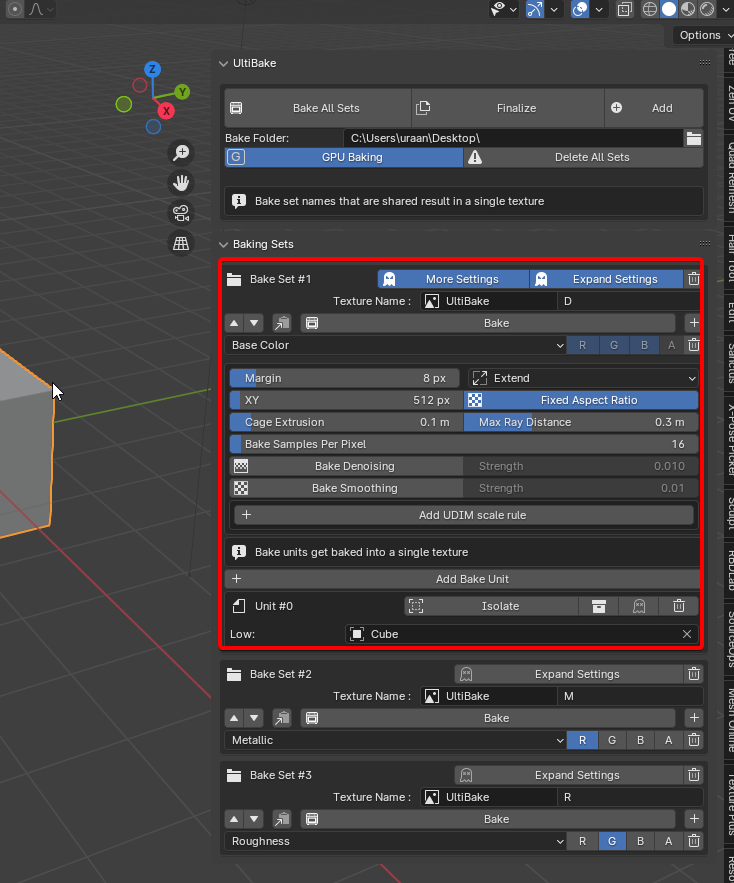 Options
Z
Y
X
UltiBake
Bake All Sets Finalize Add
Bake Folder: C:\Users\uraan\Desktop\
G GPU Baking Delete All Sets
Bake set names that are shared result in a single texture
Baking Sets
Bake Set #1 More Settings Expand Settings
Texture Name : UltiBake D
Bake
Base Color R G B A
Margin 8 px Extend
XY 512 px Fixed Aspect Ratio
Cage Extrusion 0.1 m Max Ray Distance 0.3 m
Bake Samples Per Pixel 16
Bake Denoising Strength 0.010
Bake Smoothing Strength 0.01
Add UDIM scale rule
Bake units get baked into a single texture
Add Bake Unit
Unit #0 Isolate
Low: Cube
Bake Set #2 Expand Settings
Texture Name : UltiBake M
Bake
Metallic R G B A
Bake Set #3 Expand Settings
Texture Name : UltiBake R
Bake
Roughness R G B A
Zen UV
Quad Remesh
Hair Tool
Edit
Sanctus
X-Pose Picker
Sculpt
RBDLab
SourceOps
Mesh Online
Texture Plus